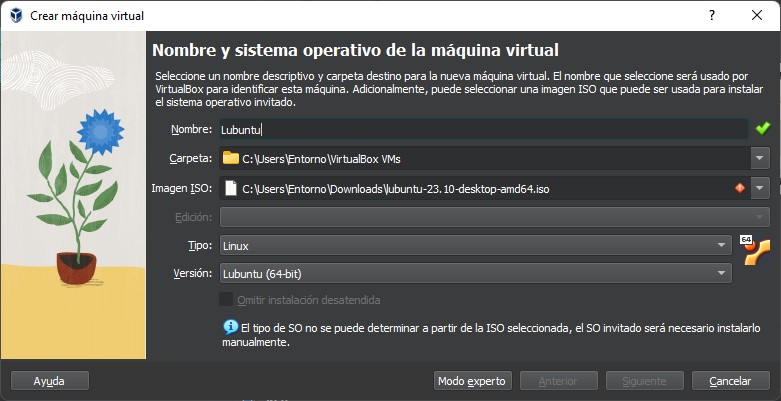 Crear máquina virtual
?
Nombre y sistema operativo de la máquina virtual
Seleccione un nombre descriptivo y carpeta destino para la nueva máquina virtual. El nombre que seleccione será usado por
VirtualBox para identificar esta máquina. Adicionalmente, puede seleccionar una imagen ISO que puede ser usada para instalar
el sistema operativo invitado.
Nombre: Lubuntu
Carpeta: C:\Users\Entorno\VirtualBox VMs
Imagen ISO: C:\Users\Entorno\Downloads\lubuntu-23.10-desktop-amd64.iso
Edición:
Tipo: Linux
64
Versión: Lubuntu (64-bit)
Omitir instalación desatendida
El tipo de SO no se puede determinar a partir de la ISO seleccionada, el SO invitado será necesario instalarlo
manualmente.
Ayuda Modo experto Anterior Siguiente Cancelar